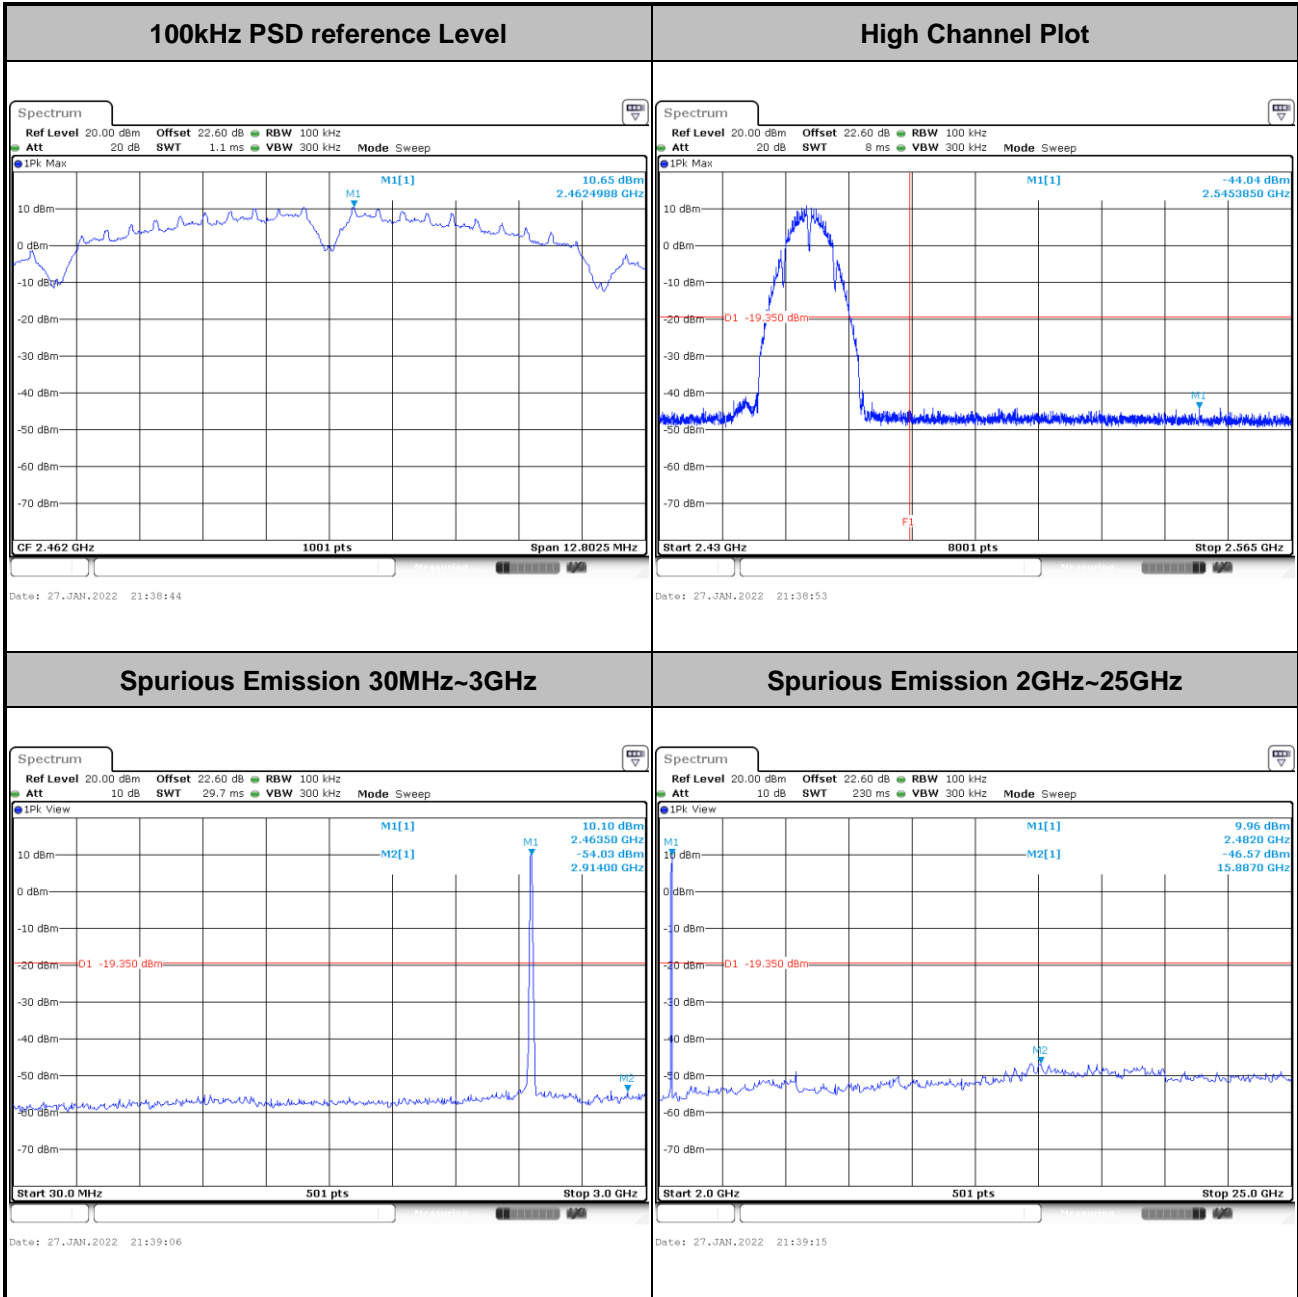 100kHz PSD reference Level
High Channel Plot
Spectrum
Ref Level 20.00 dBm Offset 22.60 dB RBW 100 kHz
Att 20 dB SWT 1.1 ms VBW 300 kHz Mode Sweep
1Pk Max
M1[1] 10.65 dBm
2.4624988 GHz
M1
10 dBm
0 dBm
-10 dBm
-20 dBm
-30 dBm
-40 dBm
-50 dBm
-60 dBm
-70 dBm
CF 2.462 GHz 1001 pts Span 12.8025 MHz
Measuring...
Date: 27.JAN.2022 21:38:44
Spectrum
Ref Level 20.00 dBm Offset 22.60 dB RBW 100 kHz
Att 20 dB SWT 8 ms VBW 300 kHz Mode Sweep
1Pk Max
M1[1] -44.04 dBm
2.5453850 GHz
10 dBm
0 dBm
-10 dBm
-20 dBm
D1 -19.350 dBm
-30 dBm
-40 dBm
M1
-50 dBm
-60 dBm
-70 dBm
F1
Start 2.43 GHz 8001 pts Stop 2.565 GHz
Measuring...
Date: 27.JAN.2022 21:38:53
Spurious Emission 30MHz~3GHz
Spurious Emission 2GHz~25GHz
Spectrum
Ref Level 20.00 dBm Offset 22.60 dB RBW 100 kHz
Att 10 dB SWT 29.7 ms VBW 300 kHz Mode Sweep
1Pk View
M1[1] 10.10 dBm
2.46350 GHz
M2[1] -54.03 dBm
2.91400 GHz
M1
10 dBm
0 dBm
-10 dBm
-20 dBm
D1 -19.350 dBm
-30 dBm
-40 dBm
-50 dBm
M2
-60 dBm
-70 dBm
Start 30.0 MHz 501 pts Stop 3.0 GHz
Measuring...
Date: 27.JAN.2022 21:39:06
Spectrum
Ref Level 20.00 dBm Offset 22.60 dB RBW 100 kHz
Att 10 dB SWT 230 ms VBW 300 kHz Mode Sweep
1Pk View
M1[1] 9.96 dBm
2.4820 GHz
M2[1] -46.57 dBm
15.8870 GHz
M1
10 dBm
0 dBm
-10 dBm
-20 dBm
D1 -19.350 dBm
-30 dBm
-40 dBm
M2
-50 dBm
-60 dBm
-70 dBm
Start 2.0 GHz 501 pts Stop 25.0 GHz
Measuring...
Date: 27.JAN.2022 21:39:15